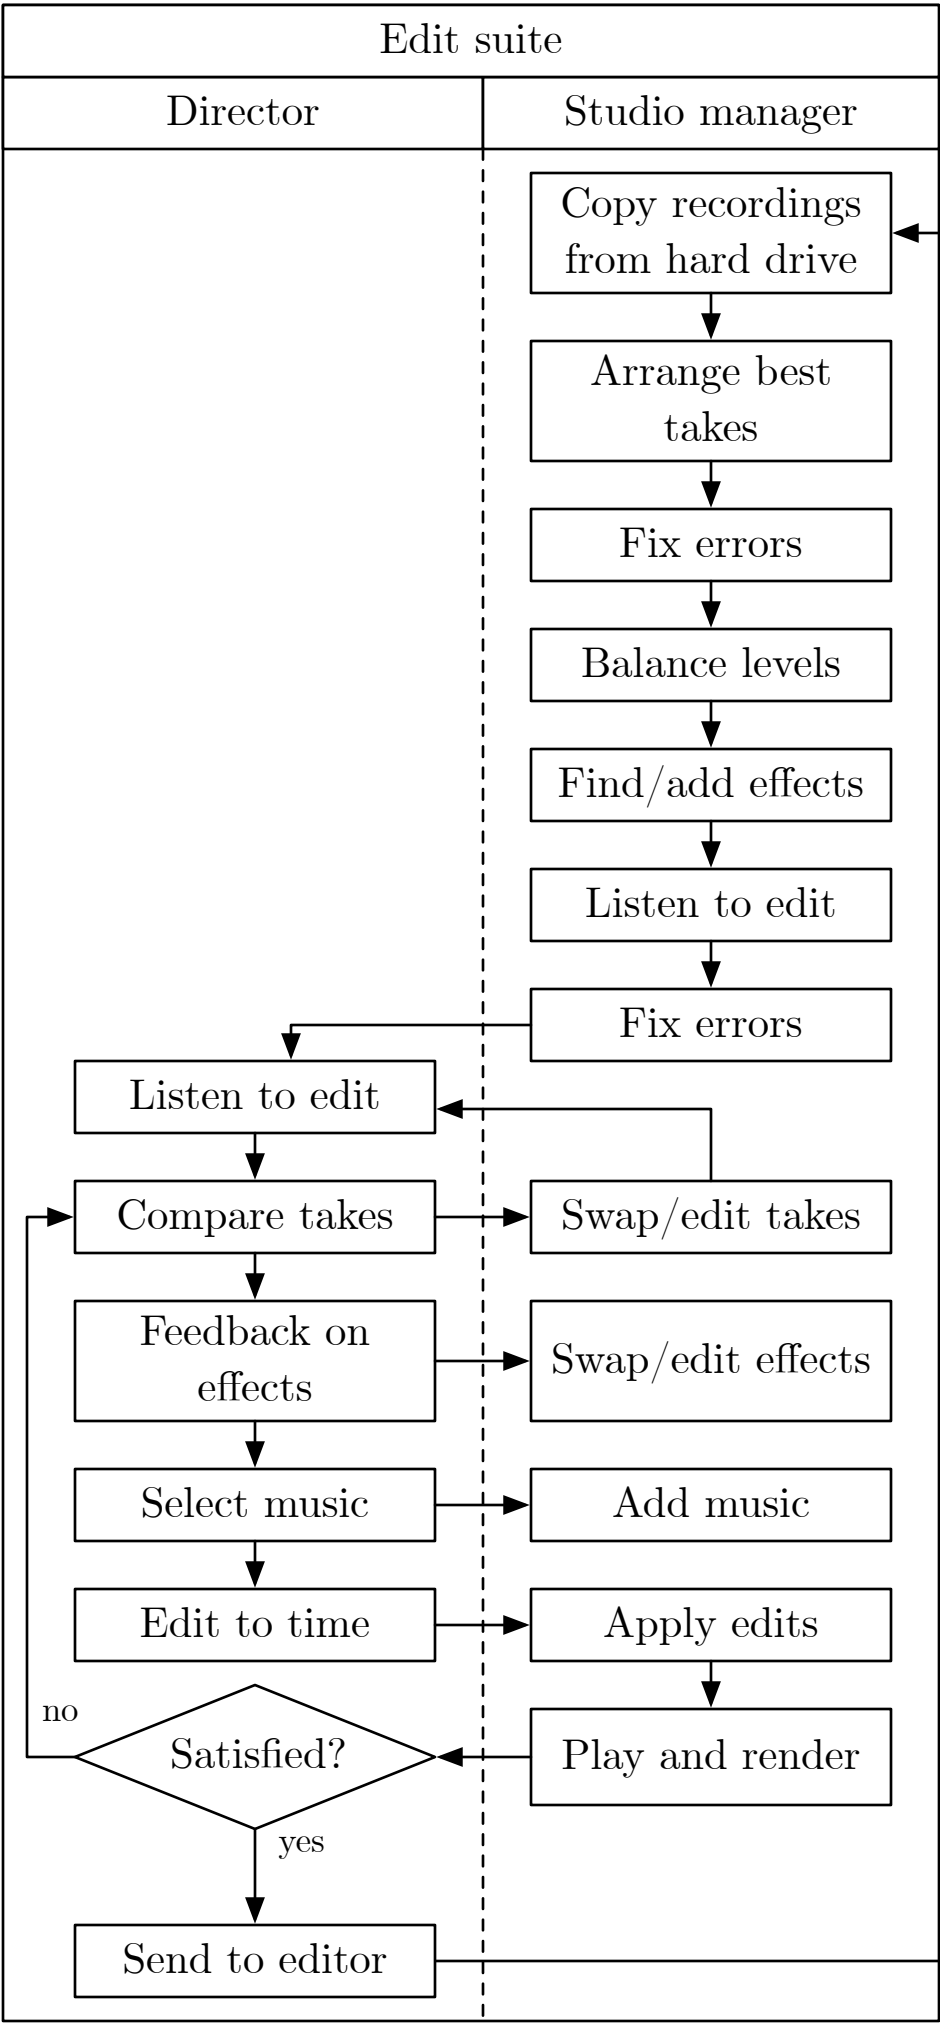 Edit suite
Director
Studio manager
Copy recordings
from hard drive
Arrange best
takes
Fix errors
Balance levels
Find/add effects
Listen to edit
Fix errors
Listen to edit
Compare takes
Swap/edit takes
Feedback on
effects
Swap/edit effects
Select music
Add music
Edit to time
Apply edits
no
Satisfied?
Play and render
yes
Send to editor